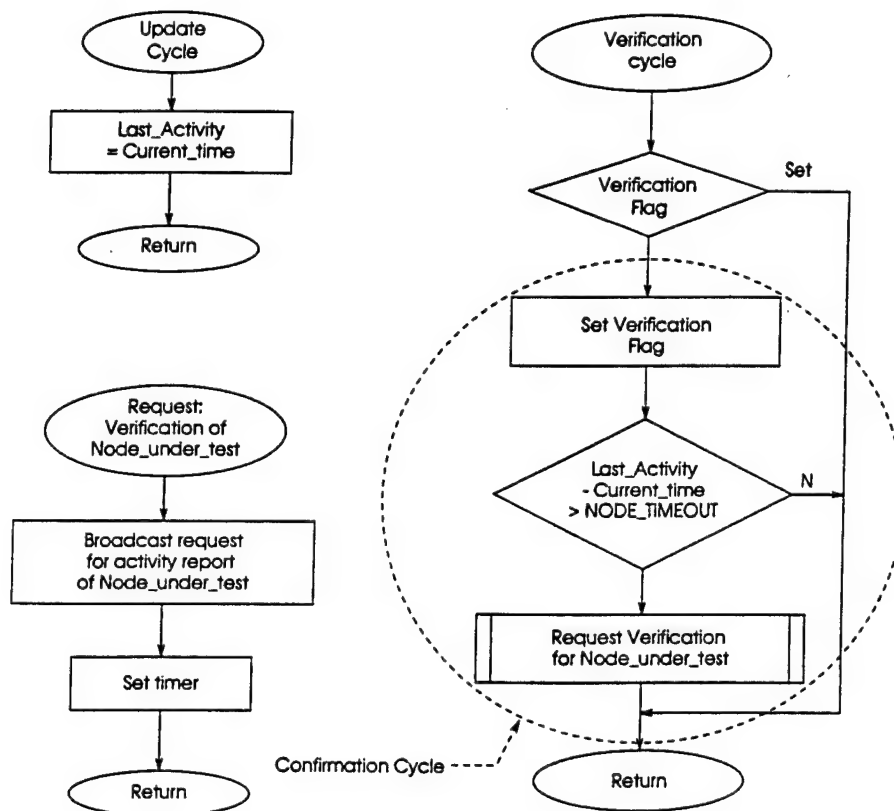 Update
Cycle
Last_Activity
= Current_time
Return
Request:
Verification of
Node_under_test
Broadcast request
for activity report
of Node_under_test
Set timer
Return
Verification
cycle
Verification
Flag
Set
Set Verification
Flag
Last_Activity
- Current_time
> NODE_TIMEOUT
N
Request Verification
for Node_under_test
Confirmation Cycle
Return